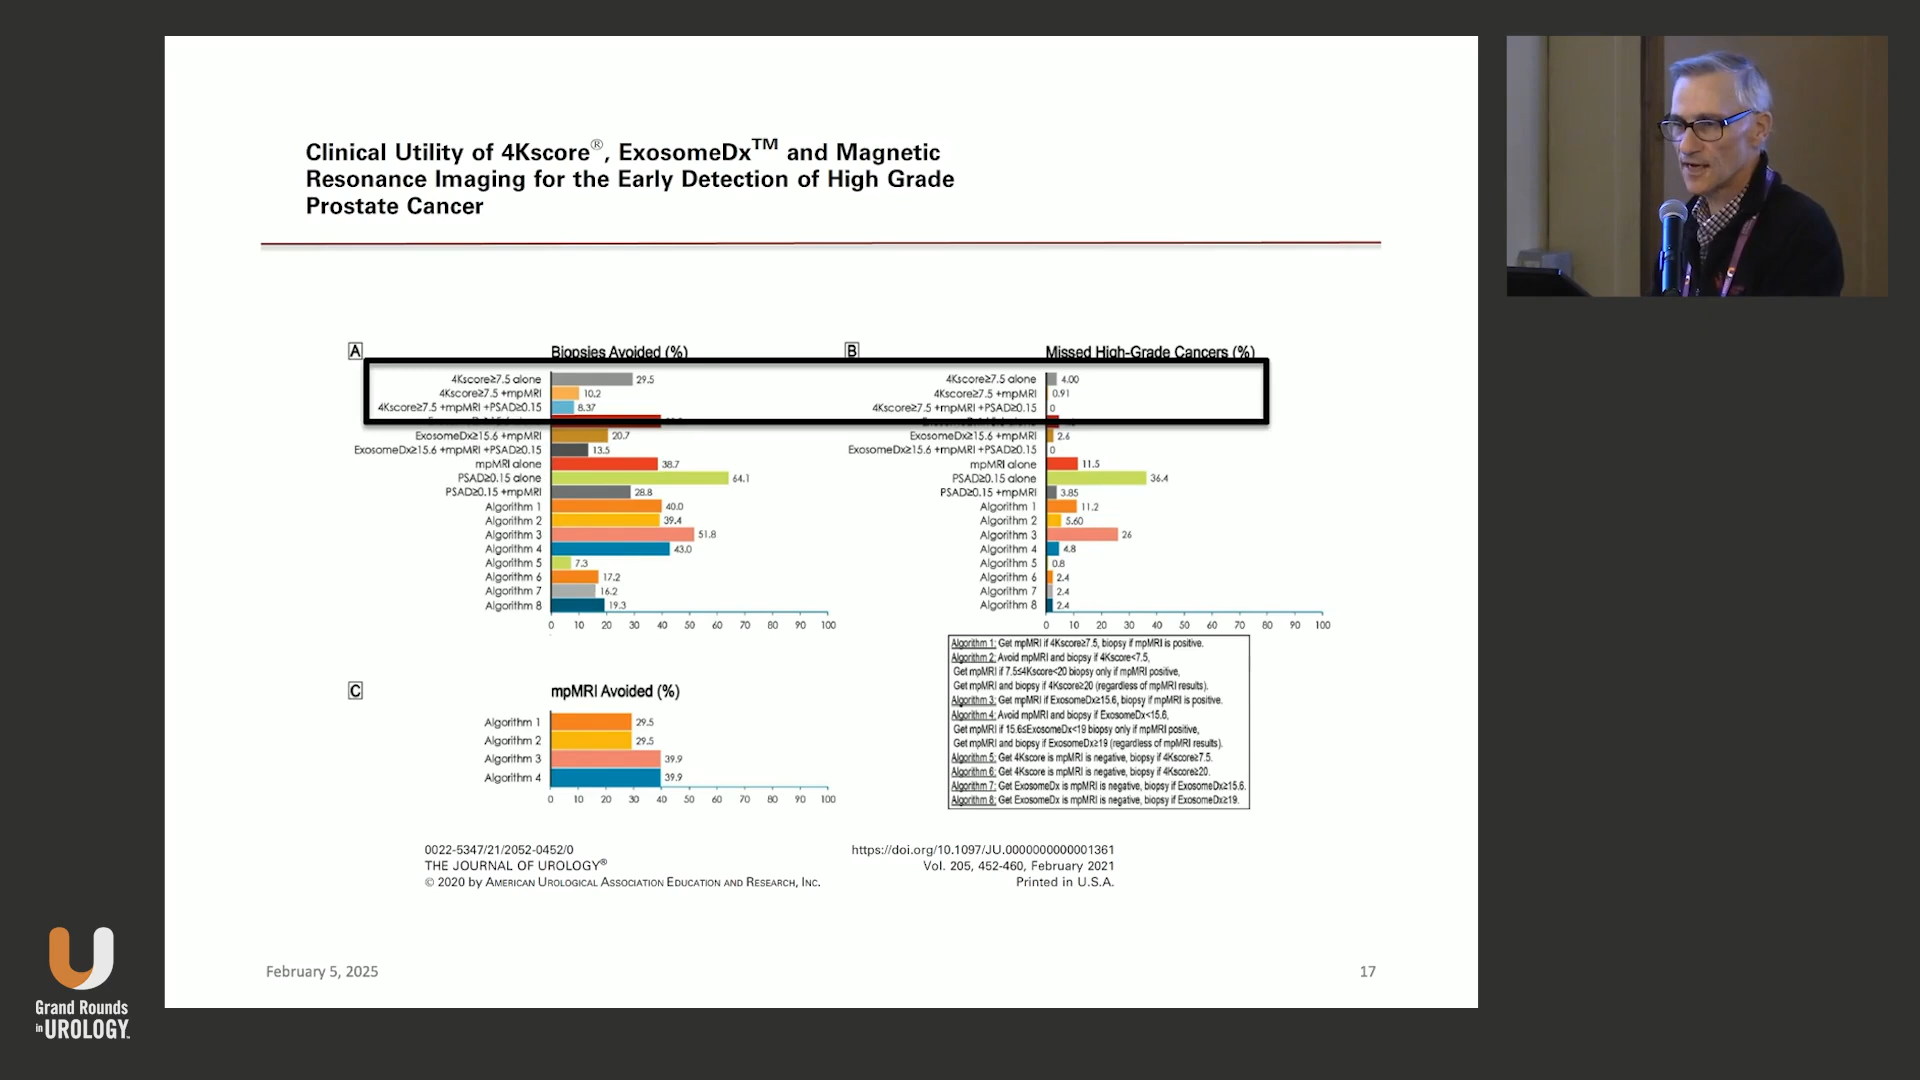 Clinical Utility of 4Kscore®, ExosomeDx™ and Magnetic
Resonance Imaging for the Early Detection of High Grade
Prostate Cancer
A
Biopsies Avoided (%)
4Kscore≥7.5 alone 29.5
4Kscore≥7.5 +mpMRI 10.2
4Kscore≥7.5 +mpMRI +PSAD≥0.15 8.37
ExosomeDx≥15.6 +mpMRI 20.7
ExosomeDx≥15.6 +mpMRI +PSAD≥0.15 13.5
mpMRI alone 38.7
PSAD≥0.15 alone 64.1
PSAD≥0.15 +mpMRI 28.8
Algorithm 1 40.0
Algorithm 2 39.4
Algorithm 3 51.8
Algorithm 4 43.0
Algorithm 5 7.3
Algorithm 6 17.2
Algorithm 7 16.2
Algorithm 8 19.3
0 10 20 30 40 50 60 70 80 90 100
B
Missed High-Grade Cancers (%)
4Kscore≥7.5 alone 4.00
4Kscore≥7.5 +mpMRI 0.91
4Kscore≥7.5 +mpMRI +PSAD≥0.15 0
ExosomeDx≥15.6 +mpMRI 2.6
ExosomeDx≥15.6 +mpMRI +PSAD≥0.15 0
mpMRI alone 11.5
PSAD≥0.15 alone 36.4
PSAD≥0.15 +mpMRI 3.85
Algorithm 1 11.2
Algorithm 2 5.60
Algorithm 3 26
Algorithm 4 4.8
Algorithm 5 0.8
Algorithm 6 2.4
Algorithm 7 2.4
Algorithm 8 2.4
0 10 20 30 40 50 60 70 80 90 100
Algorithm 1: Get mpMRI if 4Kscore≥7.5, biopsy if mpMRI is positive.
Algorithm 2: Avoid mpMRI and biopsy if 4Kscore<7.5,
Get mpMRI if 7.5≤4Kscore<20 biopsy only if mpMRI positive,
Get mpMRI and biopsy if 4Kscore≥20 (regardless of mpMRI results).
Algorithm 3: Get mpMRI if ExosomeDx≥15.6, biopsy if mpMRI is positive.
Algorithm 4: Avoid mpMRI and biopsy if ExosomeDx<15.6,
Get mpMRI if 15.6≤ExosomeDx<19 biopsy only if mpMRI positive,
Get mpMRI and biopsy if ExosomeDx≥19 (regardless of mpMRI results).
Algorithm 5: Get 4Kscore is mpMRI is negative, biopsy if 4Kscore≥7.5.
Algorithm 6: Get 4Kscore is mpMRI is negative, biopsy if 4Kscore≥20.
Algorithm 7: Get ExosomeDx is mpMRI is negative, biopsy if ExosomeDx≥15.6.
Algorithm 8: Get ExosomeDx is mpMRI is negative, biopsy if ExosomeDx≥19.
C
mpMRI Avoided (%)
Algorithm 1 29.5
Algorithm 2 29.5
Algorithm 3 39.9
Algorithm 4 39.9
0 10 20 30 40 50 60 70 80 90 100
0022-5347/21/2052-0452/0
THE JOURNAL OF UROLOGY®
© 2020 by AMERICAN UROLOGICAL ASSOCIATION EDUCATION AND RESEARCH, INC.
https://doi.org/10.1097/JU.0000000000001361
Vol. 205, 452-460, February 2021
Printed in U.S.A.
February 5, 2025
17
Grand Rounds
in UROLOGY™